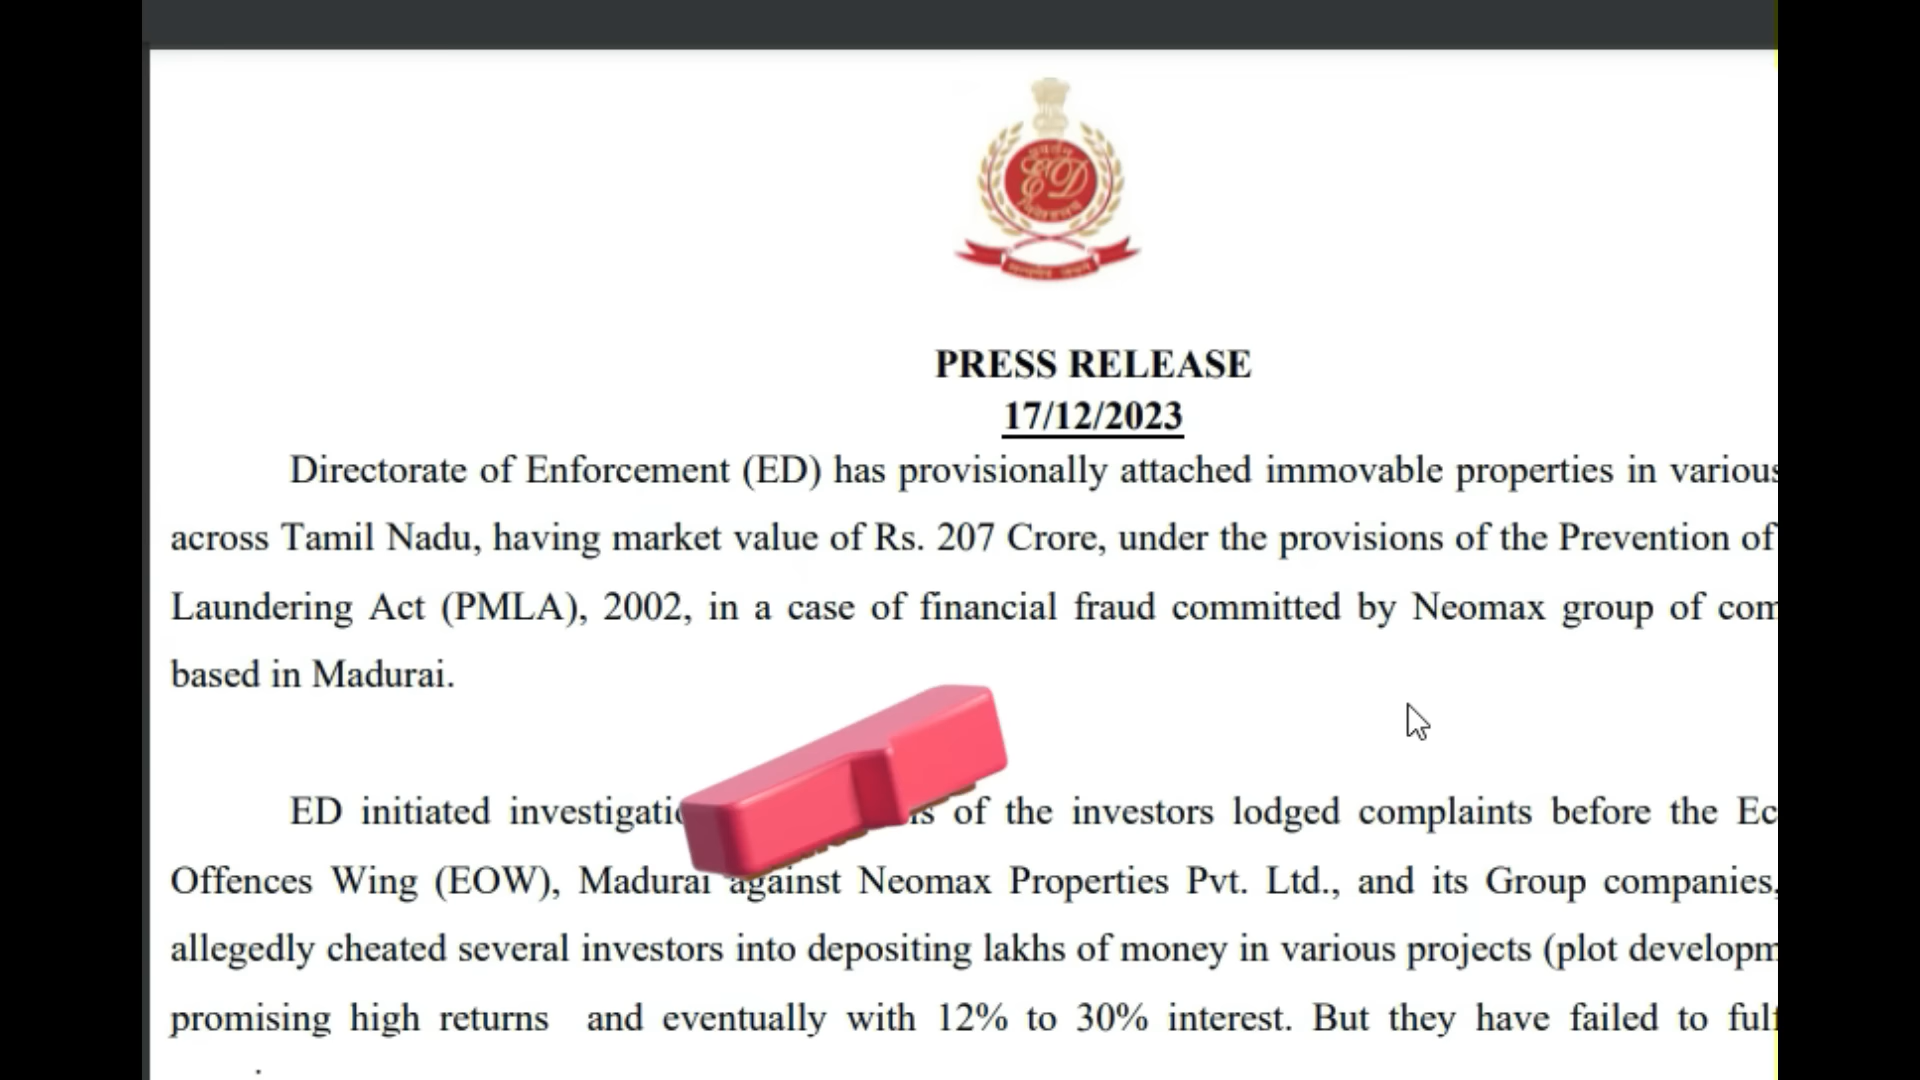 ED
PRESS RELEASE
17/12/2023
Directorate of Enforcement (ED) has provisionally attached immovable properties in various
across Tamil Nadu, having market value of Rs. 207 Crore, under the provisions of the Prevention of
Laundering Act (PMLA), 2002, in a case of financial fraud committed by Neomax group of com
based in Madurai.
ED initiated of the investors lodged complaints before the Ec
Offences Wing (EOW), Madurai against Neomax Properties Pvt. Ltd., and its Group companies,
allegedly cheated several investors into depositing lakhs of money in various projects (plot developm
promising high returns and eventually with 12% to 30% interest. But they have failed to